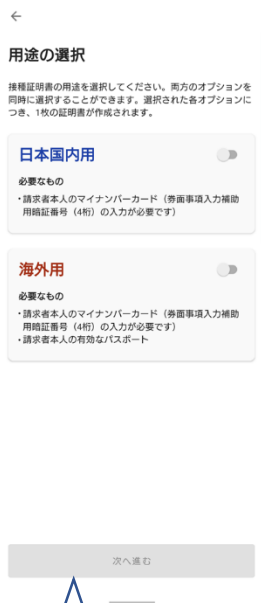 用途の選択
接種証明書の用途を選択してください。両方のオプションを
同時に選択することができます。選択された各オプションに
つき、1枚の証明書が作成されます。
日本国内用
必要なもの
・請求者本人のマイナンバーカード（券面事項入力補助
用暗証番号（4桁）の入力が必要です）
海外用
必要なもの
・請求者本人のマイナンバーカード（券面事項入力補助
用暗証番号（4桁）の入力が必要です）
・請求者本人の有効なパスポート
次へ進む